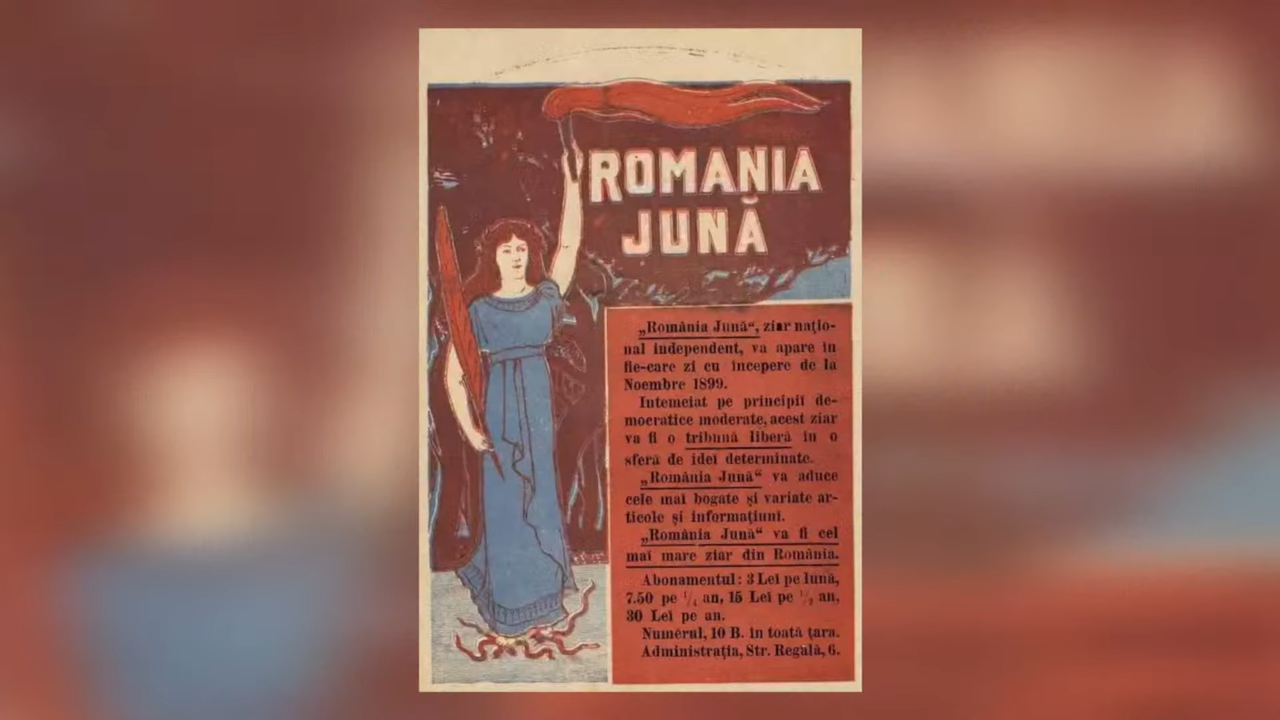 ROMANIA
JUNĂ
„România Jună“, ziar națio-
nal independent, va apare in
fie-care zi cu incepere de la
Noembre 1899.
Intemeiat pe principii de-
mocratice moderate, acest ziar
va fi o tribună liberă in o
sferă de idei determinate.
„România Jună“ va aduce
cele mai bogate și variate ar-
ticole și informațiuni.
„România Jună“ va fi cel
mai mare ziar din România.
Abonamentul: 3 Lei pe lună,
7.50 pe 1/4 an, 15 Lei pe 1/2 an,
30 Lei pe an.
Numĕrul, 10 B. in toată țara.
Administrația, Str. Regală, 6.